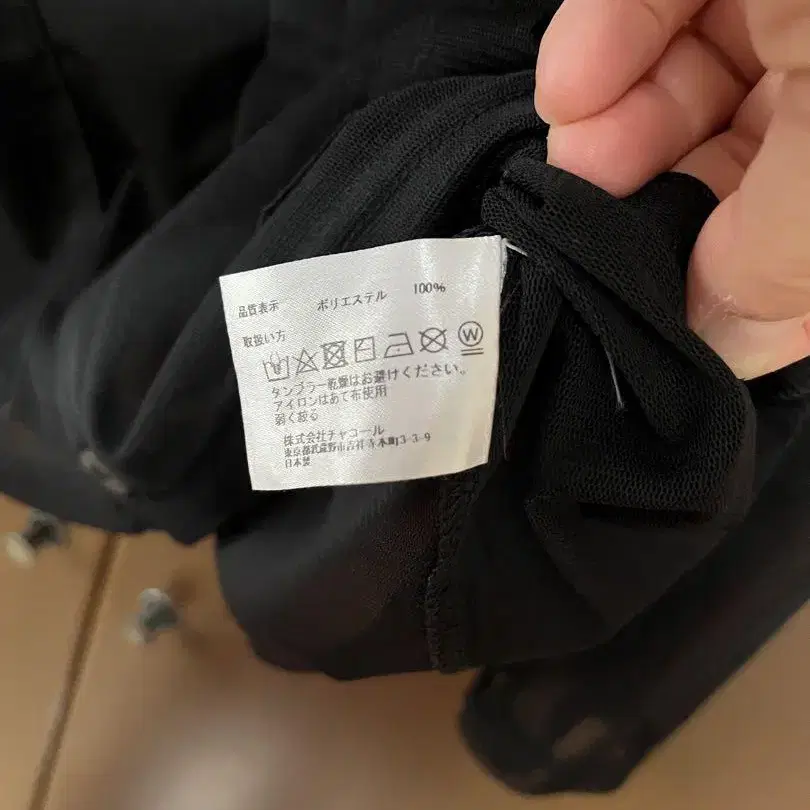 品質表示 ポリエステル 100%
取扱い方
W
タンブラー乾燥はお避けください。
アイロンはあて布使用
弱く絞る
株式会社チャコール
東京都武蔵野市吉祥寺本町3-3-9
日本製